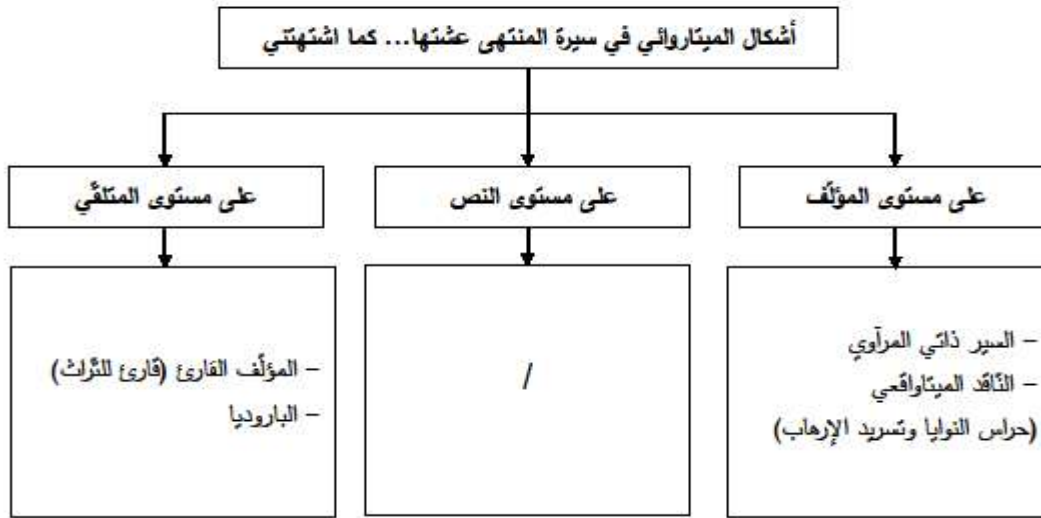 أشكال الميتاروائي في سيرة المنتهى عشتها... كما اشتهتني
على مستوى المؤلّف
على مستوى النص
على مستوى المتلقّي
– السير ذاتي المرآوي
– النّاقد الميتاواقعي
(حراس النوايا وتسريد الإرهاب)
/
– المؤلّف القارئ (قارئ للتّراث)
– الباروديا